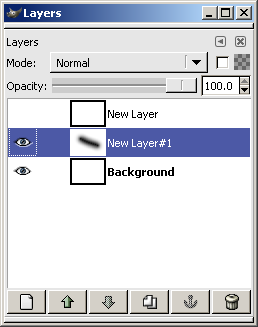 Layers
Layers
Mode: Normal
Opacity: 100.0
New Layer
New Layer#1
Background